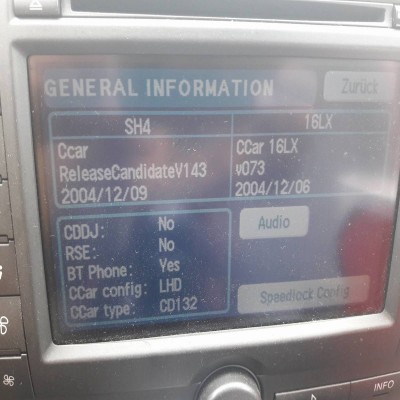 GENERAL INFORMATION
Zurück
SH4
16LX
Ccar
ReleaseCandidateV143
2004/12/09
CCar 16LX
v073
2004/12/06
CDDJ: No
RSE: No
BT Phone: Yes
CCar config: LHD
CCar type: CD132
Audio
Speedlock Config
INFO